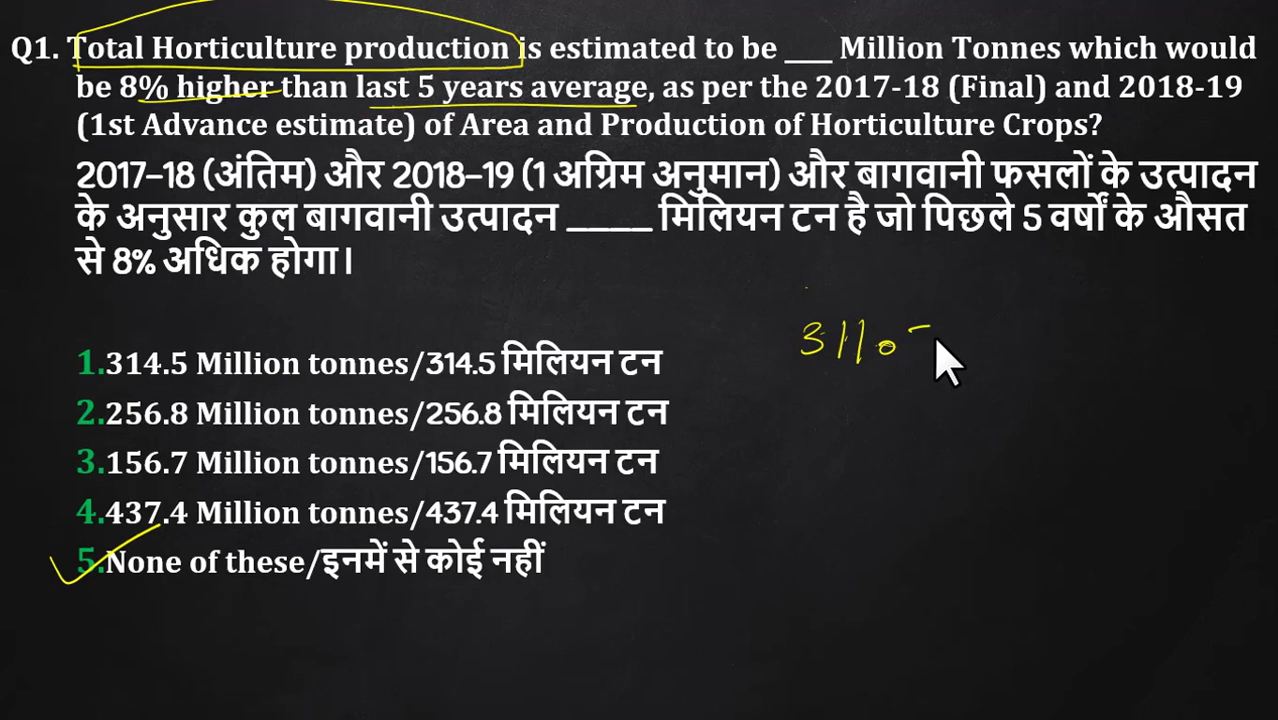 Q1. Total Horticulture production is estimated to be ___ Million Tonnes which would
be 8% higher than last 5 years average, as per the 2017-18 (Final) and 2018-19
(1st Advance estimate) of Area and Production of Horticulture Crops?
2017–18 (अंतिम) और 2018–19 (1 अग्रिम अनुमान) और बागवानी फसलों के उत्पादन
के अनुसार कुल बागवानी उत्पादन ____ मिलियन टन है जो पिछले 5 वर्षों के औसत
से 8% अधिक होगा।
1.314.5 Million tonnes/314.5 मिलियन टन
311.
2.256.8 Million tonnes/256.8 मिलियन टन
3.156.7 Million tonnes/156.7 मिलियन टन
4.437.4 Million tonnes/437.4 मिलियन टन
5.None of these/इनमें से कोई नहीं